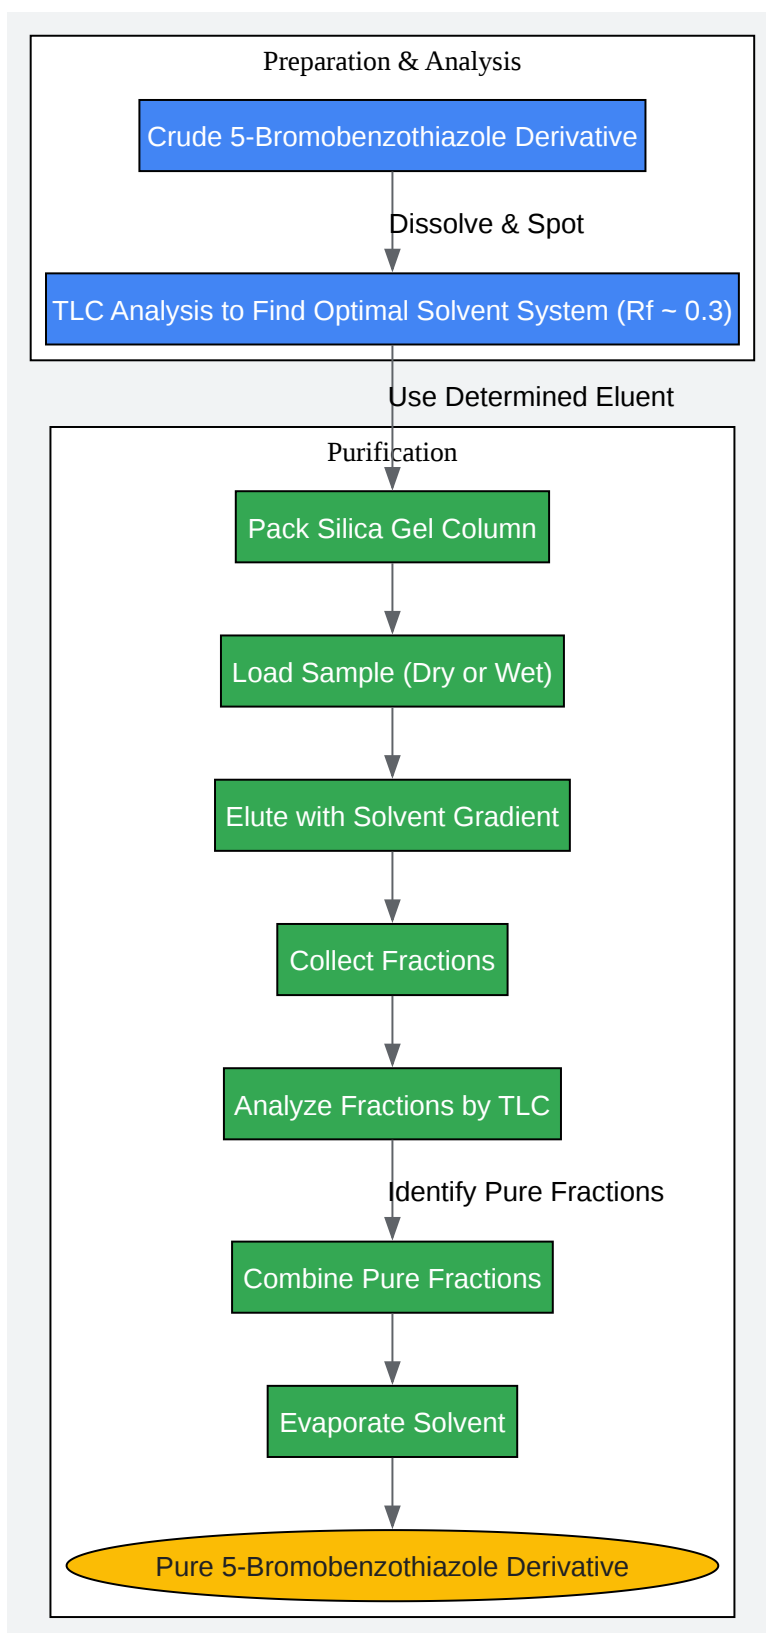 Preparation & Analysis
Crude 5-Bromobenzothiazole Derivative
Dissolve & Spot
TLC Analysis to Find Optimal Solvent System (Rf ~ 0.3)
Use Determined Eluent
Purification
Pack Silica Gel Column
Load Sample (Dry or Wet)
Elute with Solvent Gradient
Collect Fractions
Analyze Fractions by TLC
Identify Pure Fractions
Combine Pure Fractions
Evaporate Solvent
Pure 5-Bromobenzothiazole Derivative